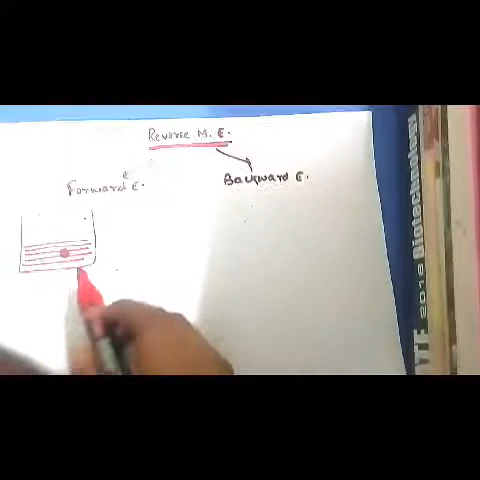 Reverse M. E.
Forward E.
Backward E.
2018 Biotechnology